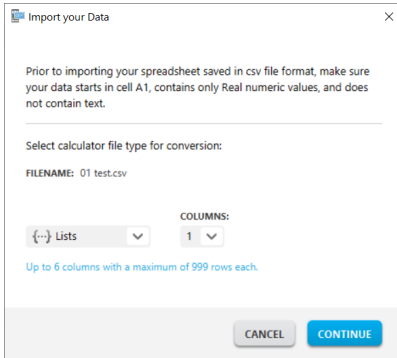 Import your Data
Prior to importing your spreadsheet saved in csv file format, make sure
your data starts in cell A1, contains only Real numeric values, and does
not contain text.
Select calculator file type for conversion:
FILENAME: 01 test.csv
COLUMNS:
{···} Lists 1
Up to 6 columns with a maximum of 999 rows each.
CANCEL CONTINUE